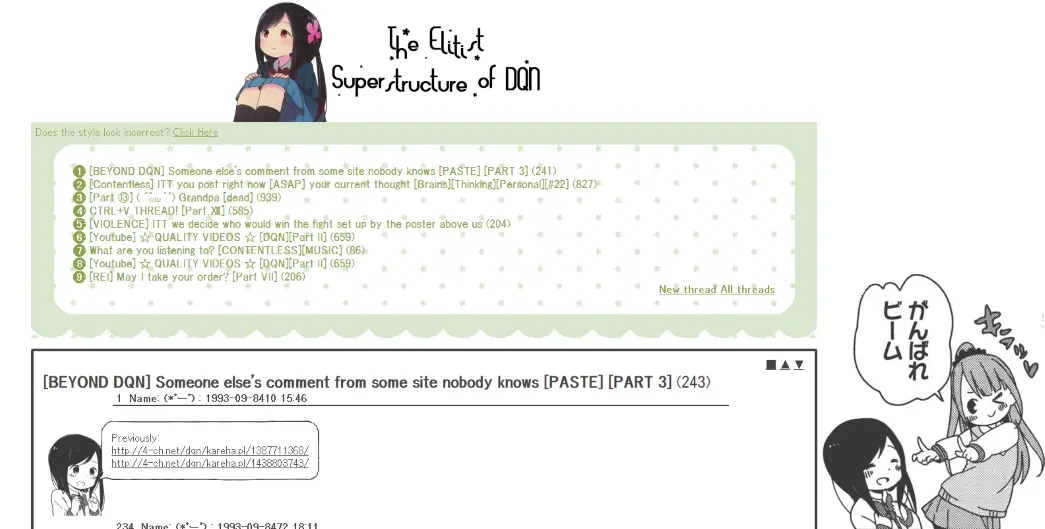 The Elitist
Superstructure of DQN
Does the style look incorrect? Click Here
1 [BEYOND DQN] Someone else's comment from some site nobody knows [PASTE] [PART 3] (241)
2 [Contentless] ITT you post right now [ASAP] your current thought [Brains][Thinking][Personal][#22] (827)
3 [Part ⑬] ( ´˘ω˘`) Grandpa [dead] (939)
4 CTRL+V THREAD! [Part Ⅻ] (585)
5 [VIOLENCE] ITT we decide who would win the fight set up by the poster above us (204)
6 [Youtube] ☆ QUALITY VIDEOS ☆ [DQN][Part II] (659)
7 What are you listening to? [CONTENTLESS][MUSIC] (86)
8 [Youtube] ☆ QUALITY VIDEOS ☆ [DQN][Part II] (659)
9 [REI] May I take your order? [Part VII] (206)
New thread All threads
■ ▲ ▼
[BEYOND DQN] Someone else's comment from some site nobody knows [PASTE] [PART 3] (243)
1 Name: (*ﾟーﾟ) : 1993-09-8410 15:46
Previously:
http://4-ch.net/dqn/kareha.pl/1387711368/
http://4-ch.net/dqn/kareha.pl/1438803743/
234 Name: (*ﾟーﾟ) : 1993-09-8472 18:11
がんばれ
ビーム